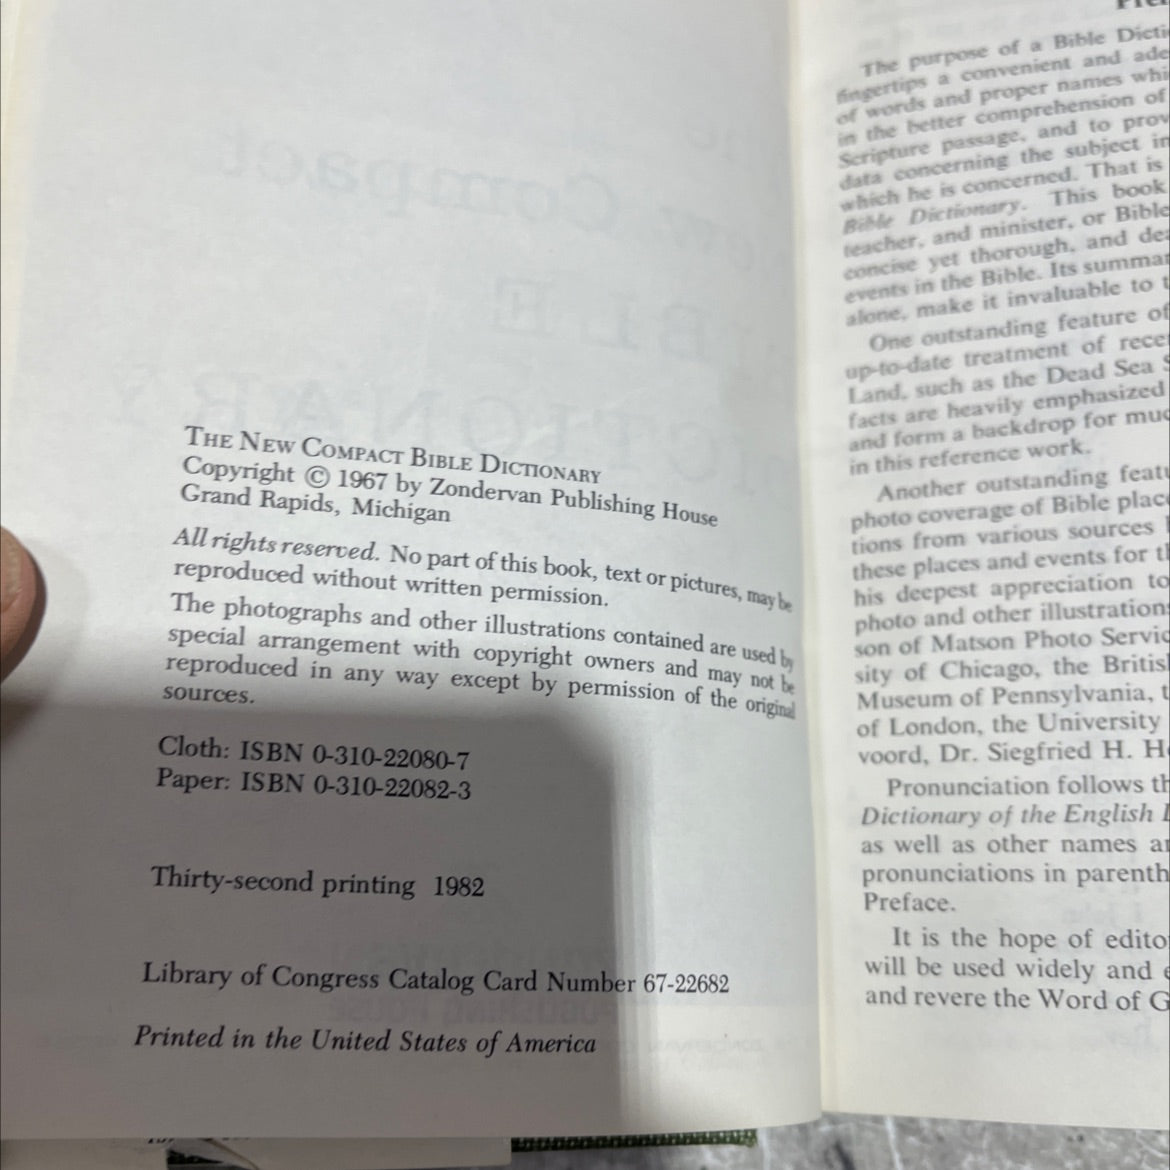 THE NEW COMPACT BIBLE DICTIONARY
Copyright © 1967 by Zondervan Publishing House
Grand Rapids, Michigan
All rights reserved. No part of this book, text or pictures, may be
reproduced without written permission.
The photographs and other illustrations contained are used by
special arrangement with copyright owners and may not be
reproduced in any way except by permission of the original
sources.
Cloth: ISBN 0-310-22080-7
Paper: ISBN 0-310-22082-3
Thirty-second printing 1982
Library of Congress Catalog Card Number 67-22682
Printed in the United States of America
The purpose of a Bible Dicti
fingertips a convenient and ade
of words and proper names whi
in the better comprehension of
Scripture passage, and to prov
data concerning the subject in
which he is concerned. That is
Bible Dictionary. This book
teacher, and minister, or Bible
concise yet thorough, and dea
events in the Bible. Its summar
alone, make it invaluable to t
One outstanding feature of
up-to-date treatment of rece
Land, such as the Dead Sea S
facts are heavily emphasized
and form a backdrop for muc
in this reference work.
Another outstanding featu
photo coverage of Bible plac
tions from various sources
these places and events for th
his deepest appreciation to
photo and other illustration
son of Matson Photo Servic
sity of Chicago, the Britis
Museum of Pennsylvania, t
of London, the University
voord, Dr. Siegfried H. H
Pronunciation follows th
Dictionary of the English L
as well as other names a
pronunciations in parenth
Preface.
It is the hope of edito
will be used widely and e
and revere the Word of G